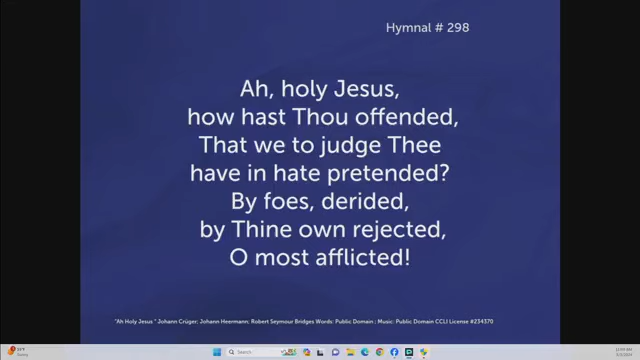 Hymnal # 298
Ah, holy Jesus,
how hast Thou offended,
That we to judge Thee
have in hate pretended?
By foes, derided,
by Thine own rejected,
O most afflicted!
"Ah Holy Jesus " Johann Crüger; Johann Heermann; Robert Seymour Bridges Words: Public Domain ; Music: Public Domain CCLI License #234370
Search